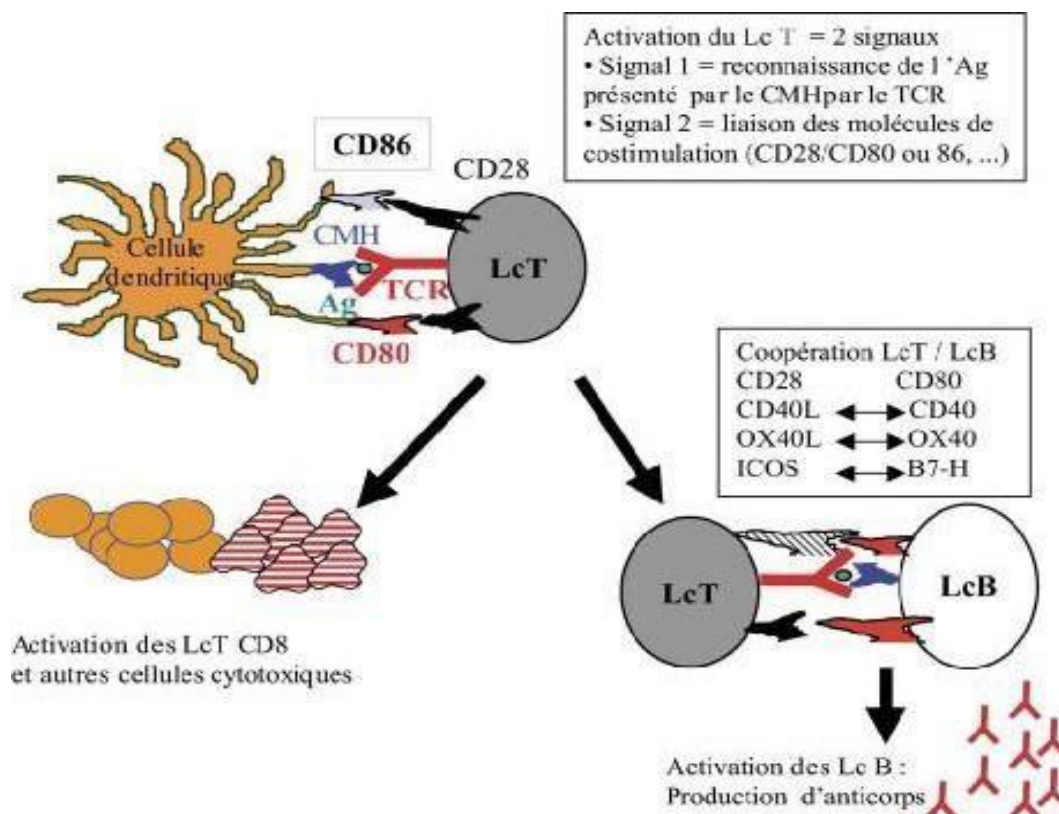 Activation du Lc T = 2 signaux
• Signal 1 = reconnaissance de l 'Ag
présenté par le CMHpar le TCR
• Signal 2 = liaison des molécules de
costimulation (CD28/CD80 ou 86, ...)
CD86
CD28
CMH
Cellule
dendritique
LcT
TCR
Ag
CD80
Coopération LcT / LcB
CD28 CD80
CD40L CD40
OX40L OX40
ICOS B7-H
LcT
LcB
Activation des LcT CD8
et autres cellules cytotoxiques
Activation des Lc B :
Production d'anticorps